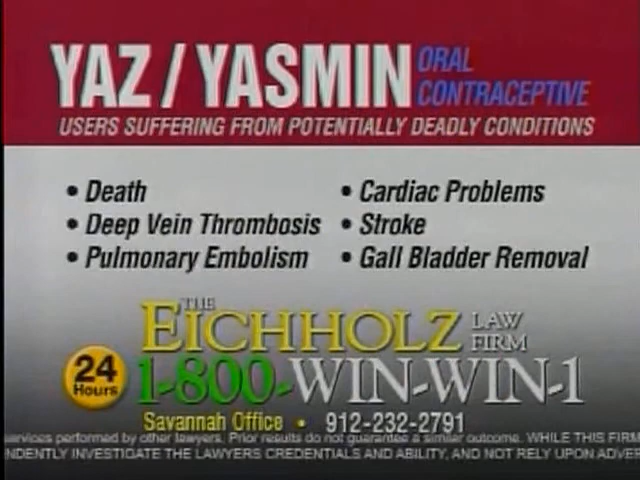 YAZ / YASMIN ORAL CONTRACEPTIVE
USERS SUFFERING FROM POTENTIALLY DEADLY CONDITIONS
• Death
• Deep Vein Thrombosis
• Pulmonary Embolism
• Cardiac Problems
• Stroke
• Gall Bladder Removal
THE EICHHOLZ LAW FIRM
24 Hours
1-800-WIN-WIN-1
Savannah Office • 912-232-2791
services performed by other lawyers. Prior results do not guarantee a similar outcome. WHILE THIS FIRM
NDENTLY INVESTIGATE THE LAWYERS CREDENTIALS AND ABILITY, AND NOT RELY UPON ADVER